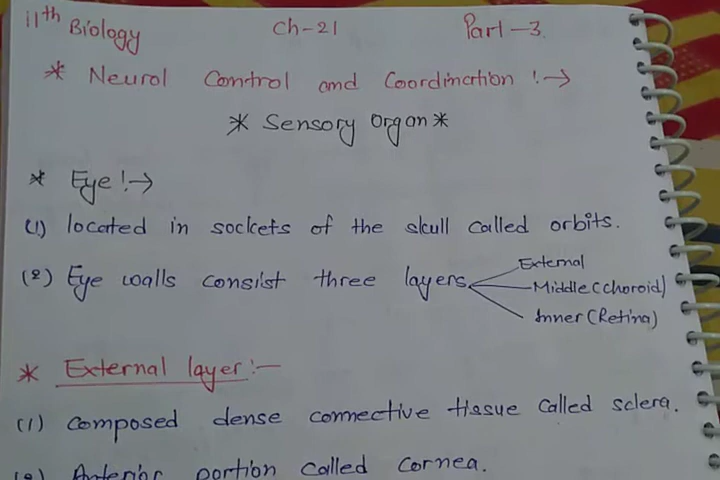 11th Biology Ch-21 Part-3.
* Neurol Control and Coordination :->
* Sensory Organ *
* Eye :->
(1) located in sockets of the skull called orbits.
(2) Eye walls consist three layers
External
Middle (choroid)
Inner (Retina)
* External layer :-
(1) composed dense connective tissue called sclera.
(2) Anterior portion called Cornea.